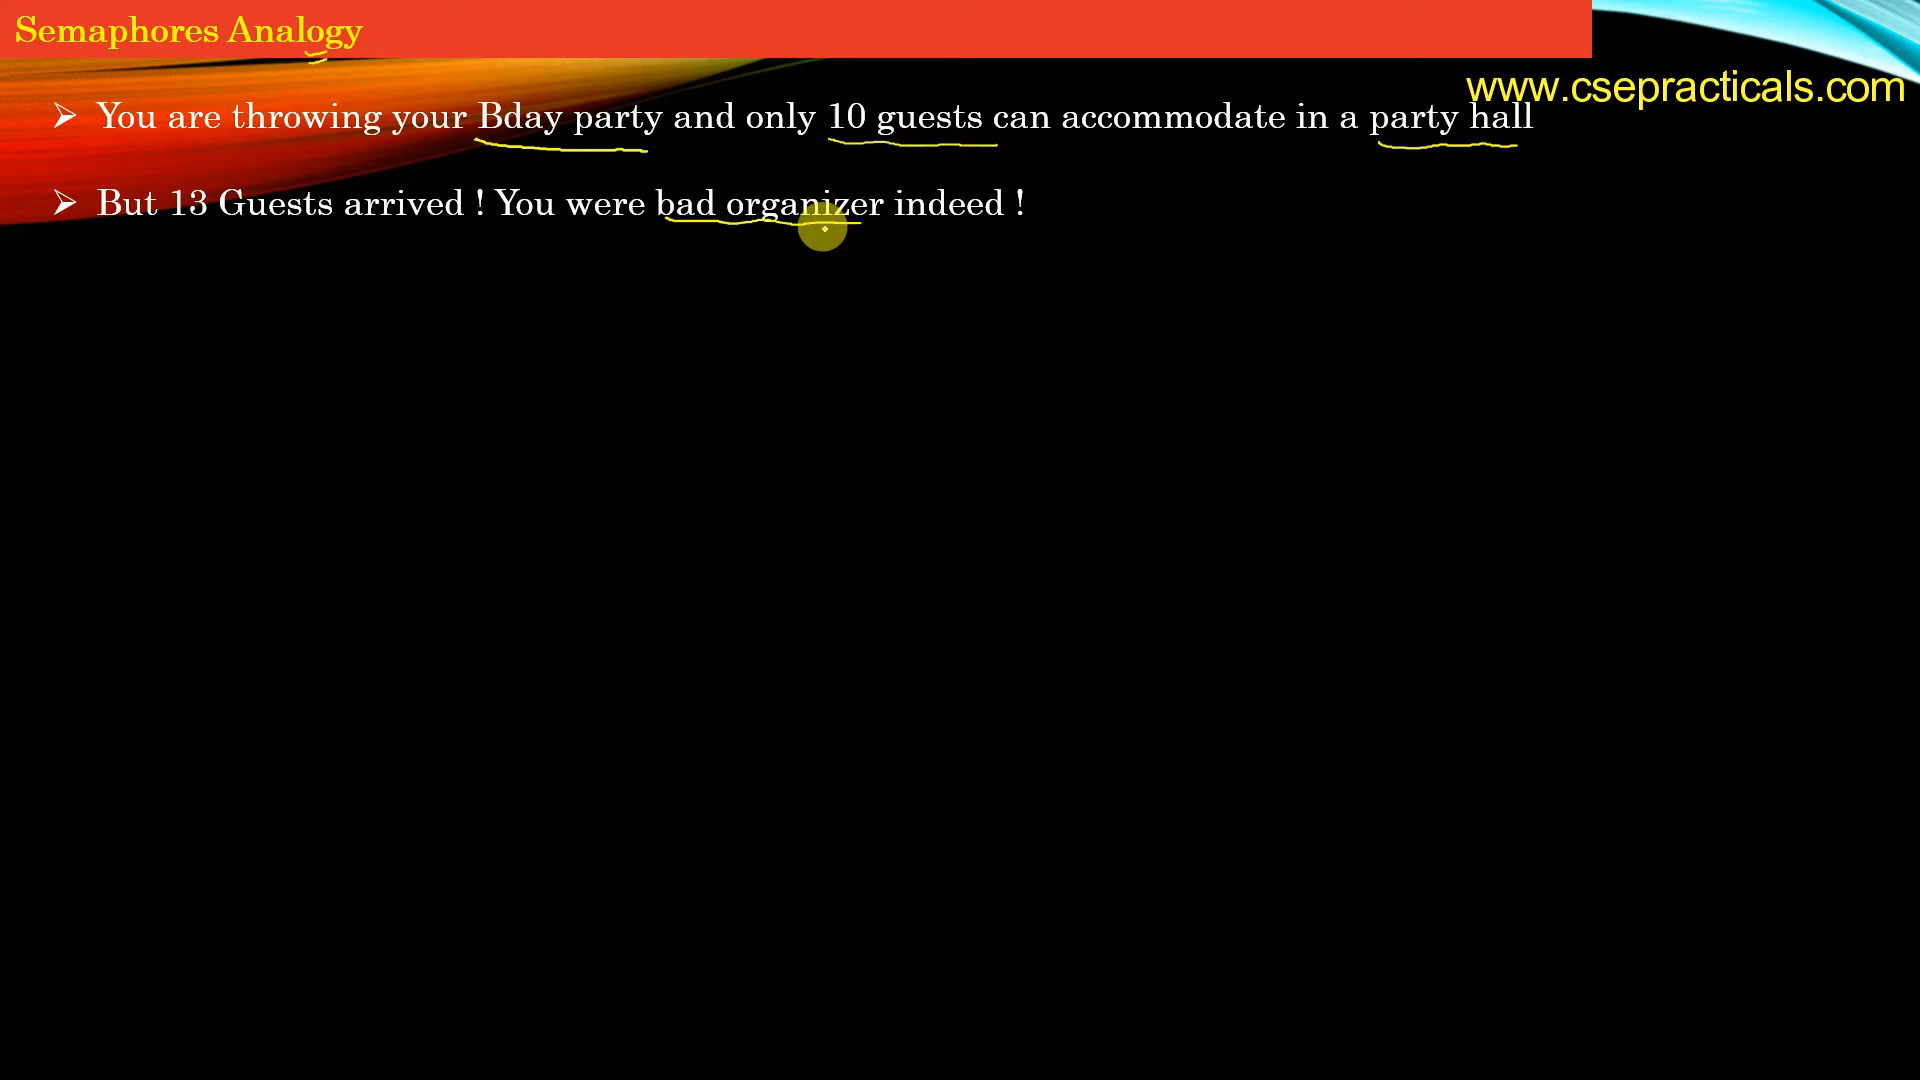 Semaphores Analogy
www.csepracticals.com
➢ You are throwing your Bday party and only 10 guests can accommodate in a party hall
➢ But 13 Guests arrived ! You were bad organizer indeed !